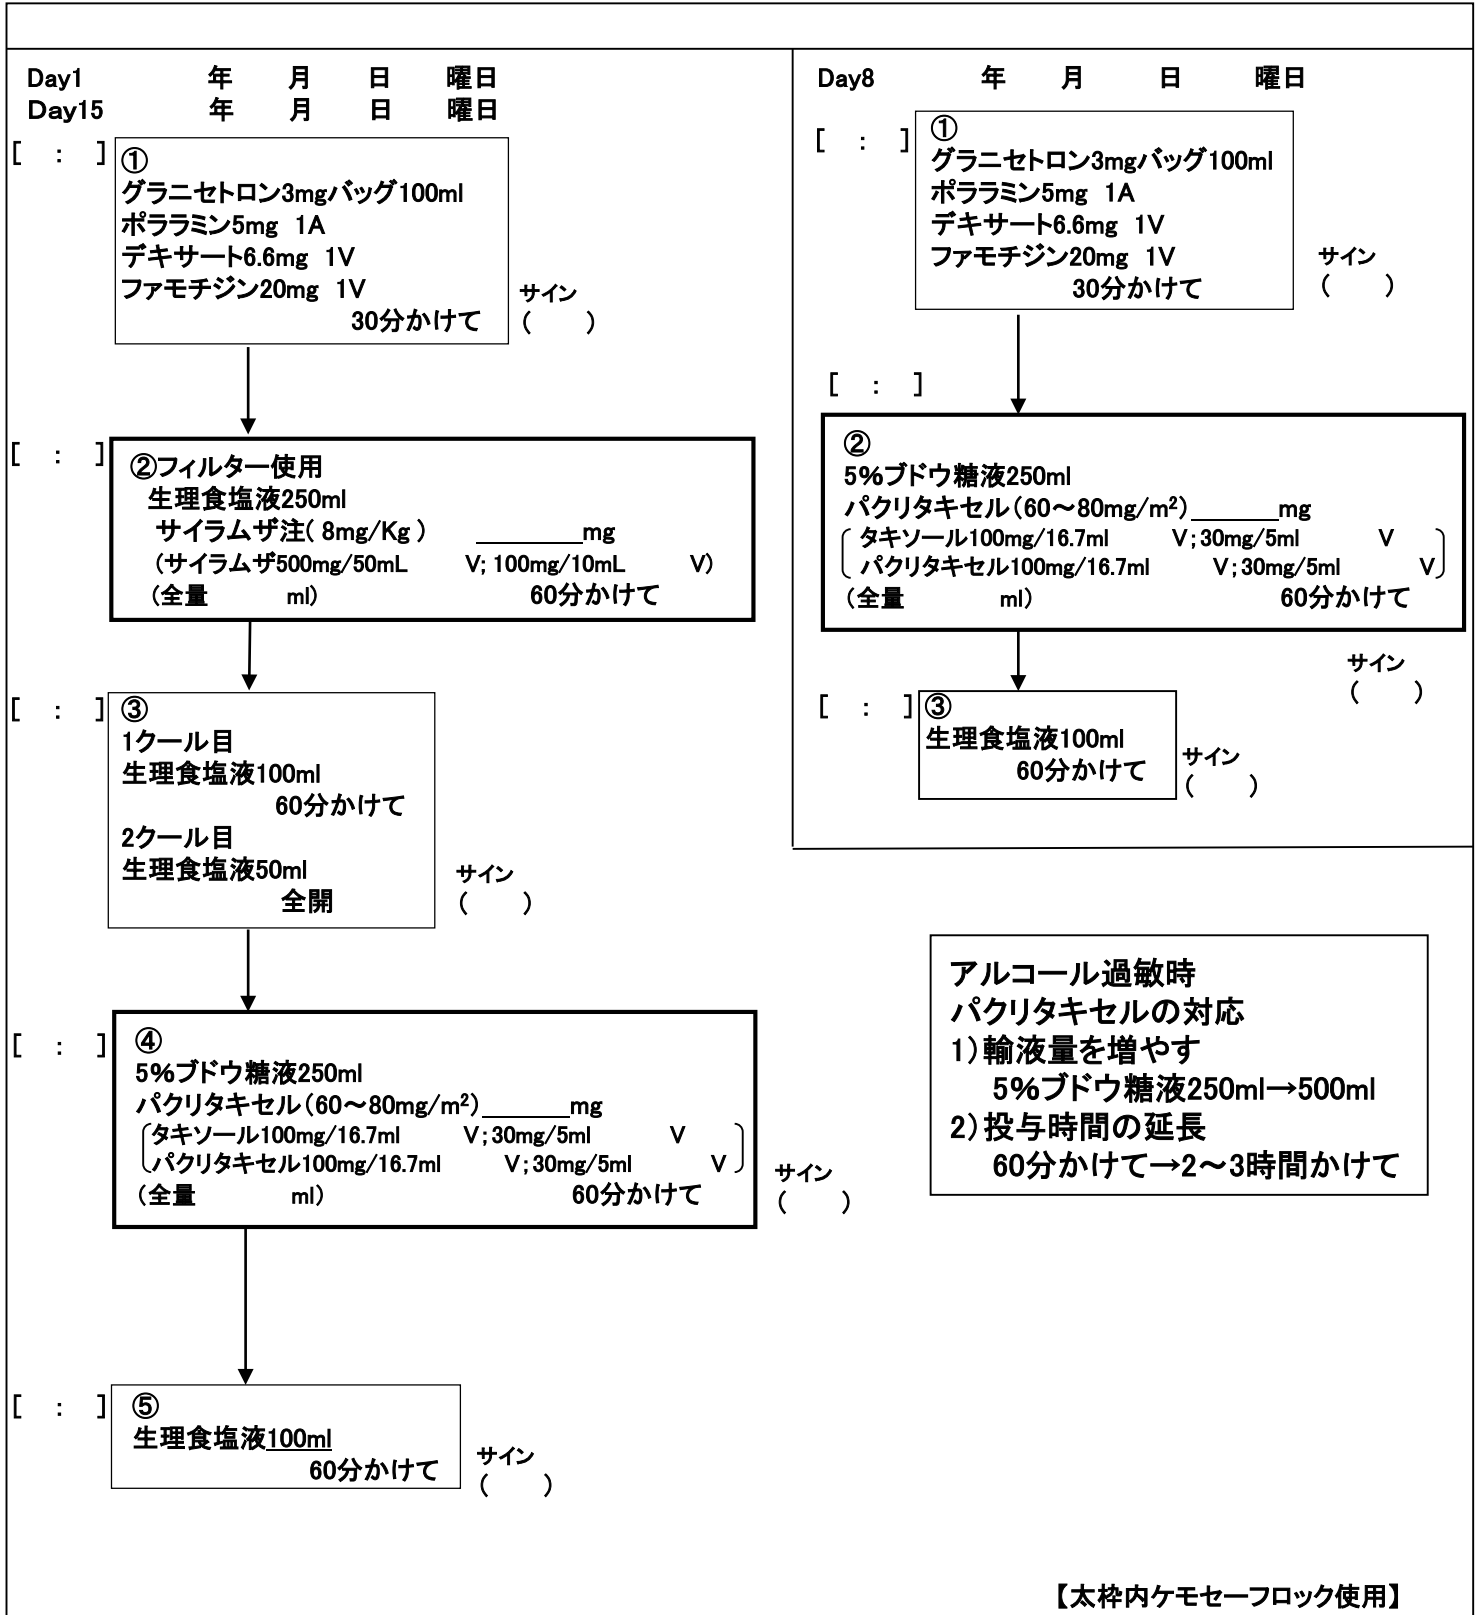 Day1 年 月 日 曜日
Day15 年 月 日 曜日
[ : ]
①
グラニセトロン3mgバッグ100ml
ポララミン5mg 1A
デキサート6.6mg 1V
ファモチジン20mg 1V
30分かけて
サイン
( )
[ : ]
②フィルター使用
生理食塩液250ml
サイラムザ注( 8mg/Kg ) ________mg
(サイラムザ500mg/50mL V; 100mg/10mL V)
(全量 ml) 60分かけて
[ : ]
③
1クール目
生理食塩液100ml
60分かけて
2クール目
生理食塩液50ml
全開
サイン
( )
[ : ]
④
5%ブドウ糖液250ml
パクリタキセル(60～80mg/m²)_______mg
タキソール100mg/16.7ml V;30mg/5ml V
パクリタキセル100mg/16.7ml V;30mg/5ml V
(全量 ml) 60分かけて
サイン
( )
[ : ]
⑤
生理食塩液100ml
60分かけて
サイン
( )
Day8 年 月 日 曜日
[ : ]
①
グラニセトロン3mgバッグ100ml
ポララミン5mg 1A
デキサート6.6mg 1V
ファモチジン20mg 1V
30分かけて
サイン
( )
[ : ]
②
5%ブドウ糖液250ml
パクリタキセル(60～80mg/m²)_______mg
タキソール100mg/16.7ml V;30mg/5ml V
パクリタキセル100mg/16.7ml V;30mg/5ml V
(全量 ml) 60分かけて
サイン
( )
[ : ]
③
生理食塩液100ml
60分かけて
サイン
( )
アルコール過敏時
パクリタキセルの対応
1)輸液量を増やす
5%ブドウ糖液250ml→500ml
2)投与時間の延長
60分かけて→2～3時間かけて
【太枠内ケモセーフロック使用】